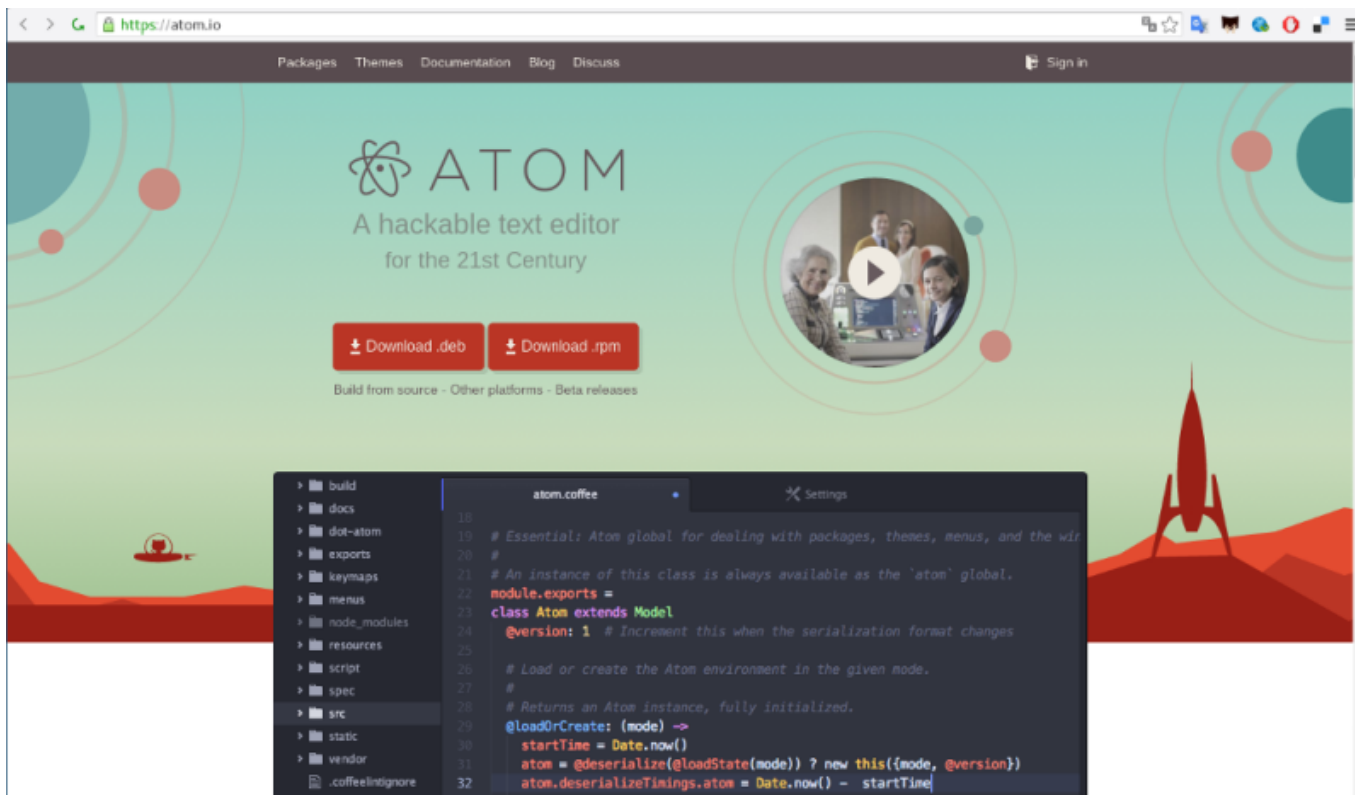 https://atom.io
Packages Themes Documentation Blog Discuss Sign in
ATOM
A hackable text editor
for the 21st Century
Download .deb Download .rpm
Build from source - Other platforms - Beta releases
build
docs
dot-atom
exports
keymaps
menus
node_modules
resources
script
spec
src
static
vendor
.coffeelintignore
atom.coffee Settings
18
19 # Essential: Atom global for dealing with packages, themes, menus, and the win
20 #
21 # An instance of this class is always available as the `atom` global.
22 module.exports =
23 class Atom extends Model
24 @version: 1 # Increment this when the serialization format changes
25
26 # Load or create the Atom environment in the given mode.
27 #
28 # Returns an Atom instance, fully initialized.
29 @loadOrCreate: (mode) ->
30 startTime = Date.now()
31 atom = @deserialize(@loadState(mode)) ? new this({mode, @version})
32 atom.deserializeTimings.atom = Date.now() - startTime